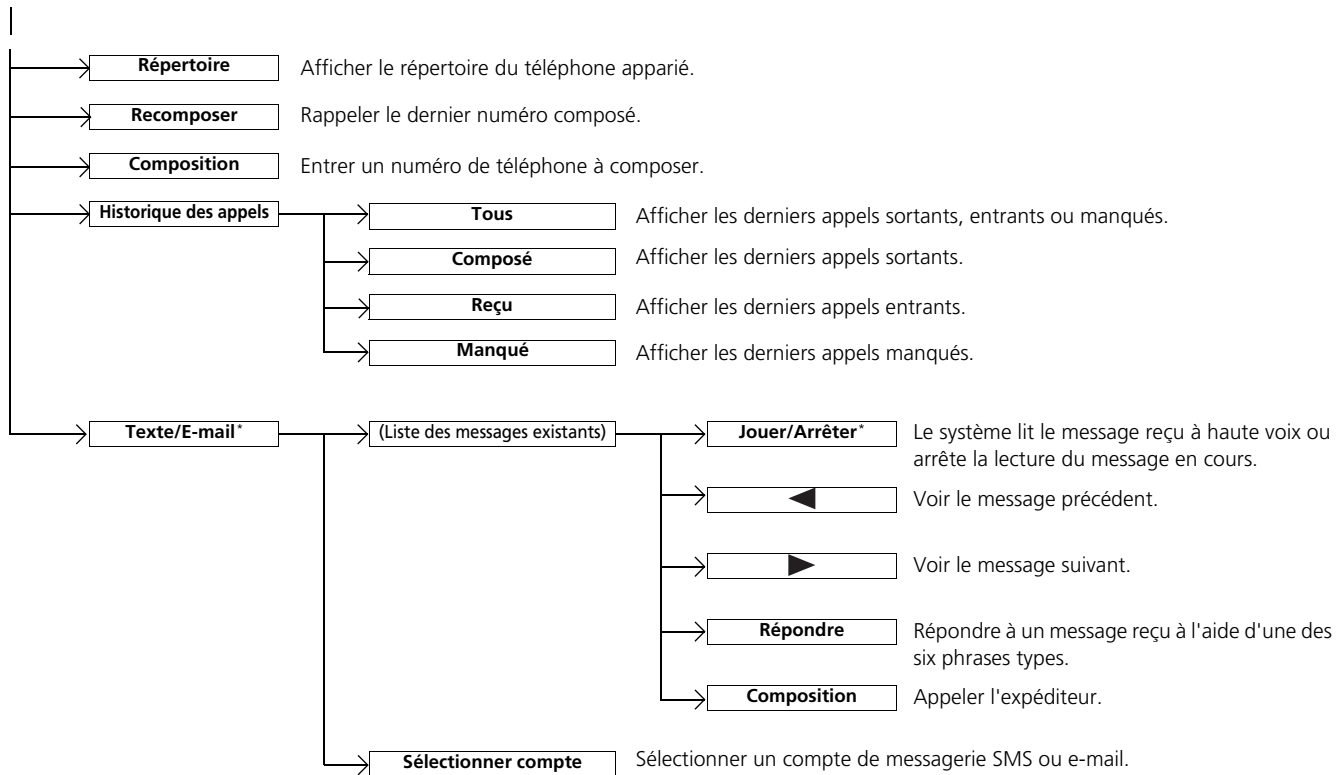 Répertoire Afficher le répertoire du téléphone apparié.
Recomposer Rappeler le dernier numéro composé.
Composition Entrer un numéro de téléphone à composer.
Historique des appels Tous Afficher les derniers appels sortants, entrants ou manqués.
Composé Afficher les derniers appels sortants.
Reçu Afficher les derniers appels entrants.
Manqué Afficher les derniers appels manqués.
Texte/E-mail* (Liste des messages existants) Jouer/Arrêter* Le système lit le message reçu à haute voix ou
arrête la lecture du message en cours.
Voir le message précédent.
Voir le message suivant.
Répondre Répondre à un message reçu à l'aide d'une des
six phrases types.
Composition Appeler l'expéditeur.
Sélectionner compte Sélectionner un compte de messagerie SMS ou e-mail.